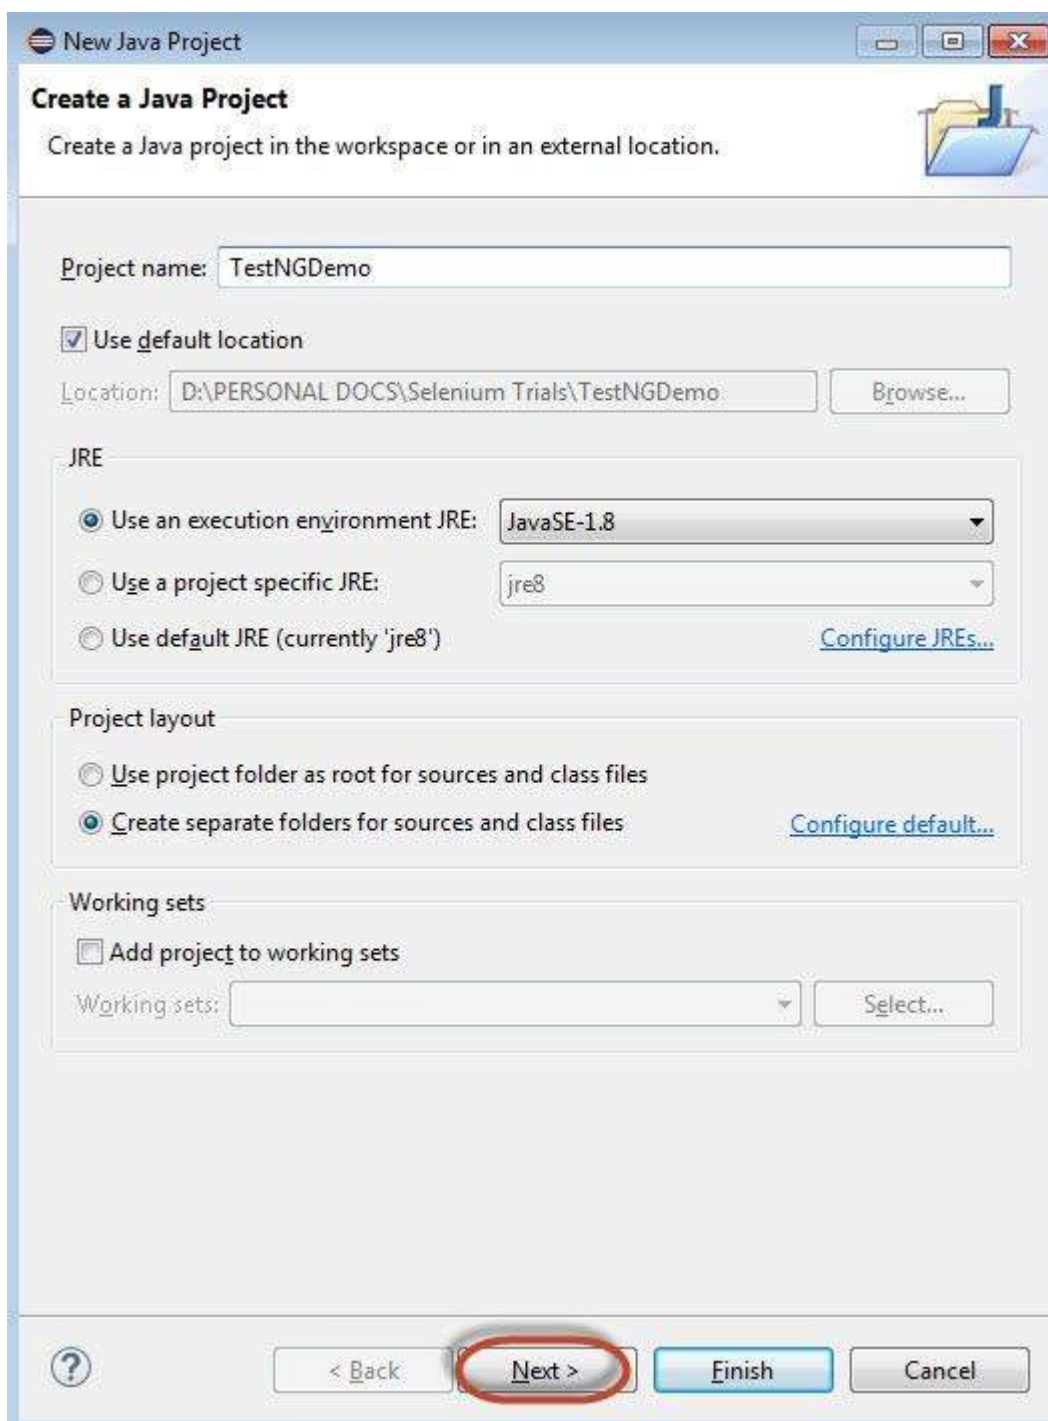 New Java Project
Create a Java Project
Create a Java project in the workspace or in an external location.
Project name: TestNGDemo
Use default location
Location: D:\PERSONAL DOCS\Selenium Trials\TestNGDemo Browse...
JRE
Use an execution environment JRE: JavaSE-1.8
Use a project specific JRE: jre8
Use default JRE (currently 'jre8') Configure JREs...
Project layout
Use project folder as root for sources and class files
Create separate folders for sources and class files Configure default...
Working sets
Add project to working sets
Working sets: Select...
? < Back Next > Finish Cancel